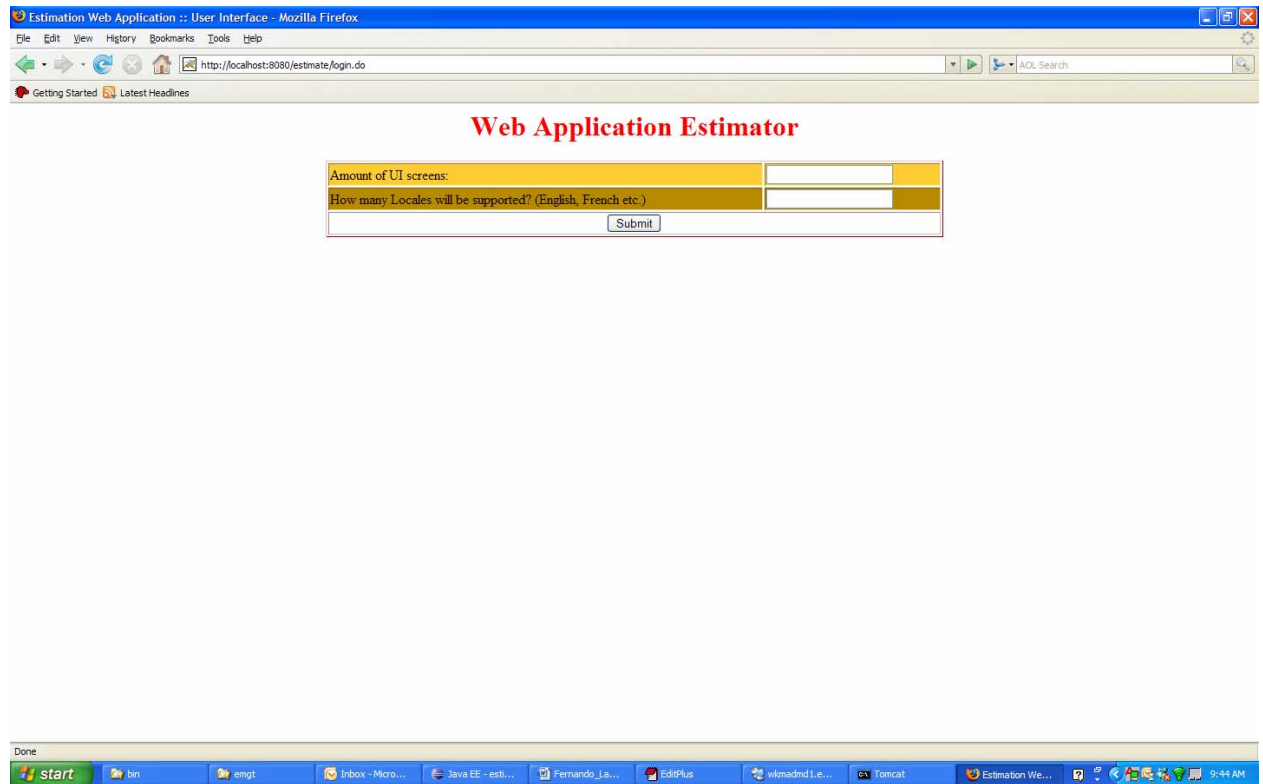 Estimation Web Application :: User Interface - Mozilla Firefox
File Edit View History Bookmarks Tools Help
http://localhost:8080/estimate/login.do AOL Search
Getting Started Latest Headlines
Web Application Estimator
Amount of UI screens:
How many Locales will be supported? (English, French etc.)
Submit
Done
start bin emgt Inbox - Micro... Java EE - esti... Fernando_La... EditPlus wkmadmd1.e... Tomcat Estimation We... 9:44 AM